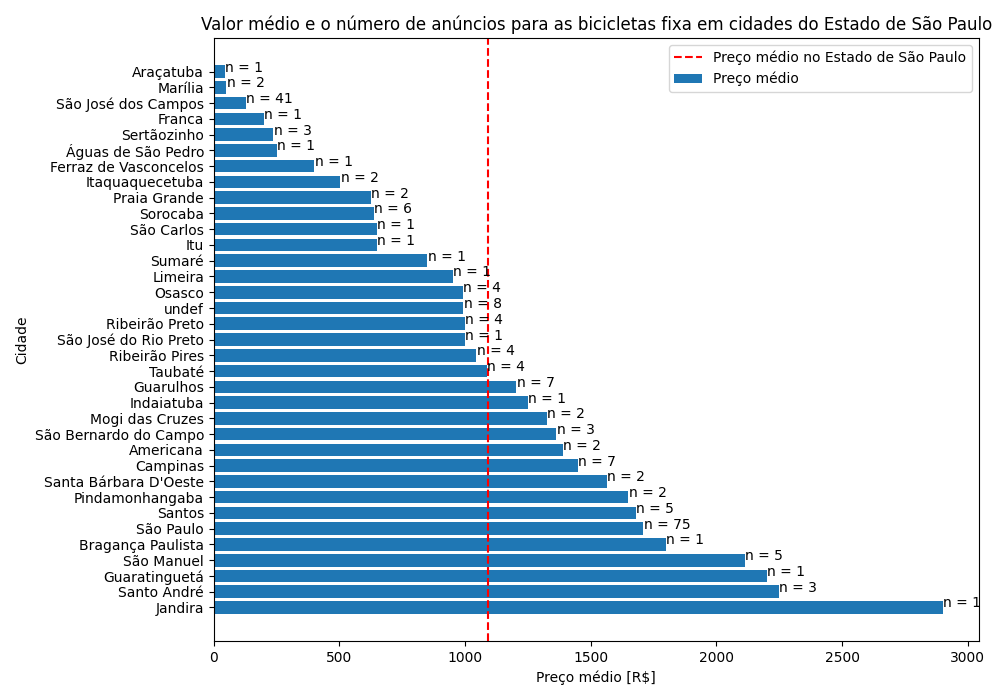 Valor médio e o número de anúncios para as bicicletas fixa em cidades do Estado de São Paulo
Preço médio no Estado de São Paulo
Preço médio
Cidade
Araçatuba n = 1
Marília n = 2
São José dos Campos n = 41
Franca n = 1
Sertãozinho n = 3
Águas de São Pedro n = 1
Ferraz de Vasconcelos n = 1
Itaquaquecetuba n = 2
Praia Grande n = 2
Sorocaba n = 6
São Carlos n = 1
Itu n = 1
Sumaré n = 1
Limeira n = 1
Osasco n = 4
undef n = 8
Ribeirão Preto n = 4
São José do Rio Preto n = 1
Ribeirão Pires n = 4
Taubaté n = 4
Guarulhos n = 7
Indaiatuba n = 1
Mogi das Cruzes n = 2
São Bernardo do Campo n = 3
Americana n = 2
Campinas n = 7
Santa Bárbara D'Oeste n = 2
Pindamonhangaba n = 2
Santos n = 5
São Paulo n = 75
Bragança Paulista n = 1
São Manuel n = 5
Guaratinguetá n = 1
Santo André n = 3
Jandira n = 1
0 500 1000 1500 2000 2500 3000
Preço médio [R$]